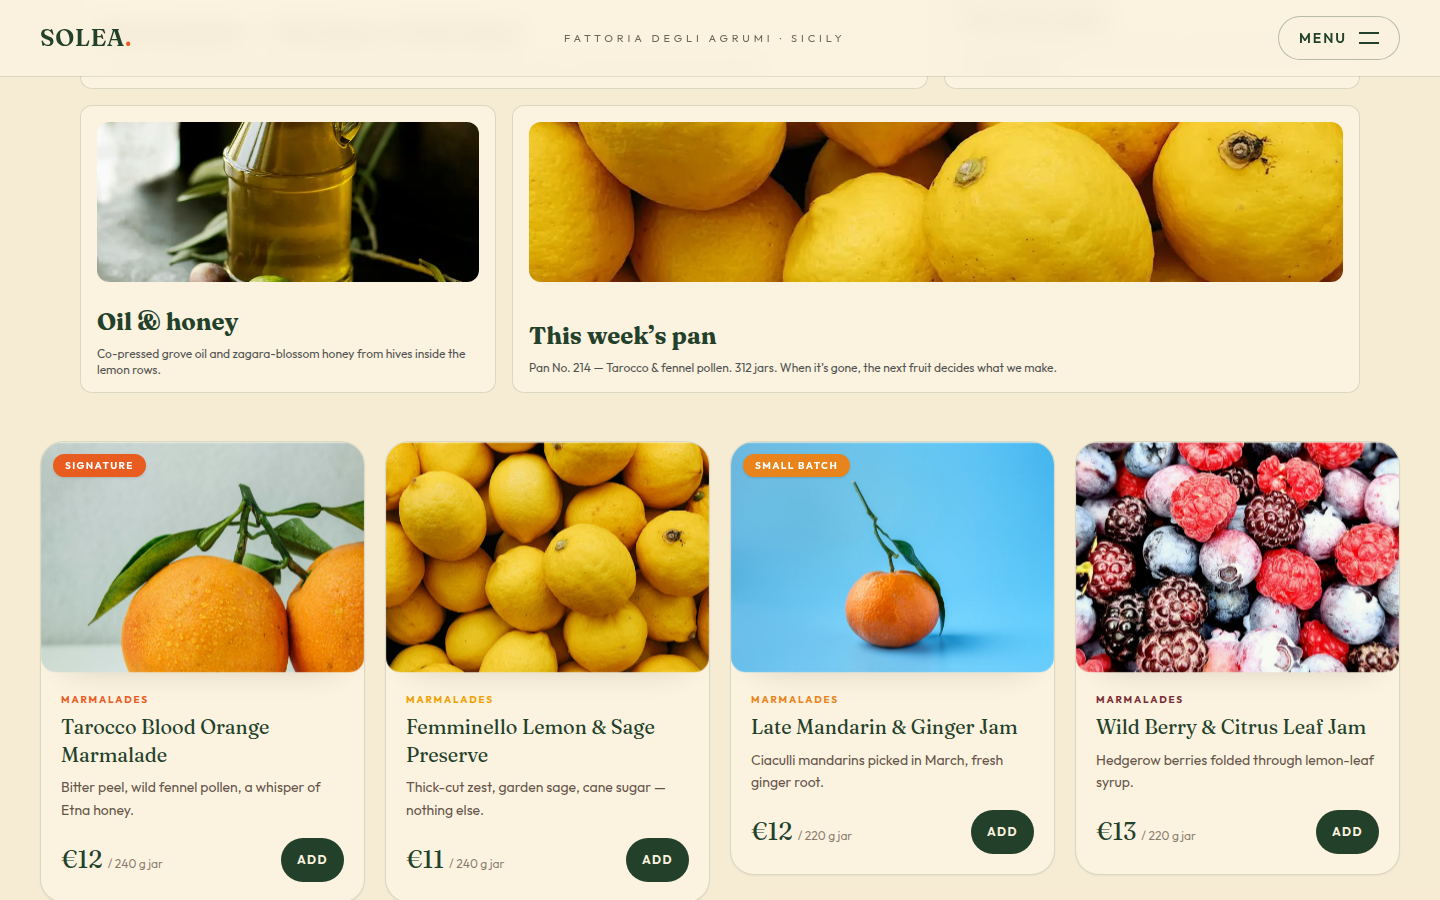 SOLEA.
FATTORIA DEGLI AGRUMI · SICILY
MENU
Oil & honey
Co-pressed grove oil and zagara-blossom honey from hives inside the
lemon rows.
This week’s pan
Pan No. 214 — Tarocco & fennel pollen. 312 jars. When it's gone, the next fruit decides what we make.
SIGNATURE
MARMALADES
Tarocco Blood Orange
Marmalade
Bitter peel, wild fennel pollen, a whisper of
Etna honey.
€12 / 240 g jar
ADD
MARMALADES
Femminello Lemon & Sage
Preserve
Thick-cut zest, garden sage, cane sugar —
nothing else.
€11 / 240 g jar
ADD
SMALL BATCH
MARMALADES
Late Mandarin & Ginger Jam
Ciaculli mandarins picked in March, fresh
ginger root.
€12 / 220 g jar
ADD
MARMALADES
Wild Berry & Citrus Leaf Jam
Hedgerow berries folded through lemon-leaf
syrup.
€13 / 220 g jar
ADD